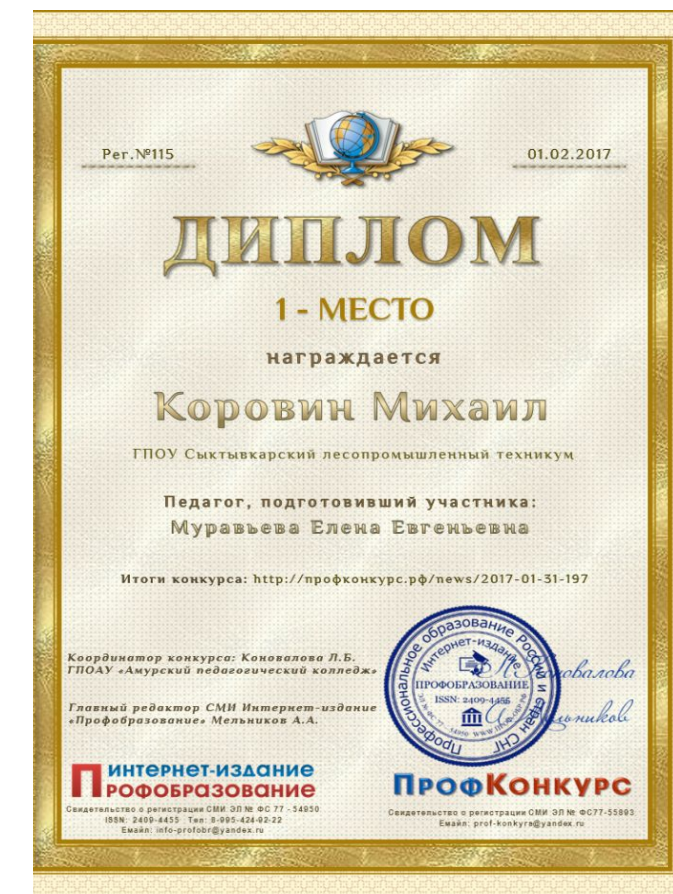 Рег.№115
01.02.2017
ДИПЛОМ
1 - МЕСТО
награждается
Коровин Михаил
ГПОУ Сыктывкарский лесопромышленный техникум
Педагог, подготовивший участника:
Муравьева Елена Евгеньевна
Итоги конкурса: http://профконкурс.рф/news/2017-01-31-197
Координатор конкурса: Коновалова Л.Б.
ГПОАУ «Амурский педагогический колледж»
Главный редактор СМИ Интернет-издание
«Профобразование» Мельников А.А.
Профессиональное образование России и стран СНГ
Интернет-издание
ПРОФОБРАЗОВАНИЕ
ISSN: 2409-4455
Коновалова
ИНТЕРНЕТ-ИЗДАНИЕ
ПРОФОБРАЗОВАНИЕ
Свидетельство о регистрации СМИ ЭЛ № ФС 77 - 54950
ISSN: 2409-4455 Тел: 8-995-424-92-22
Емайл: info-profobr@yandex.ru
ПРОФКОНКУРС
Свидетельство о регистрации СМИ ЭЛ № ФС77-55893
Емайл: prof-konkyrs@yandex.ru